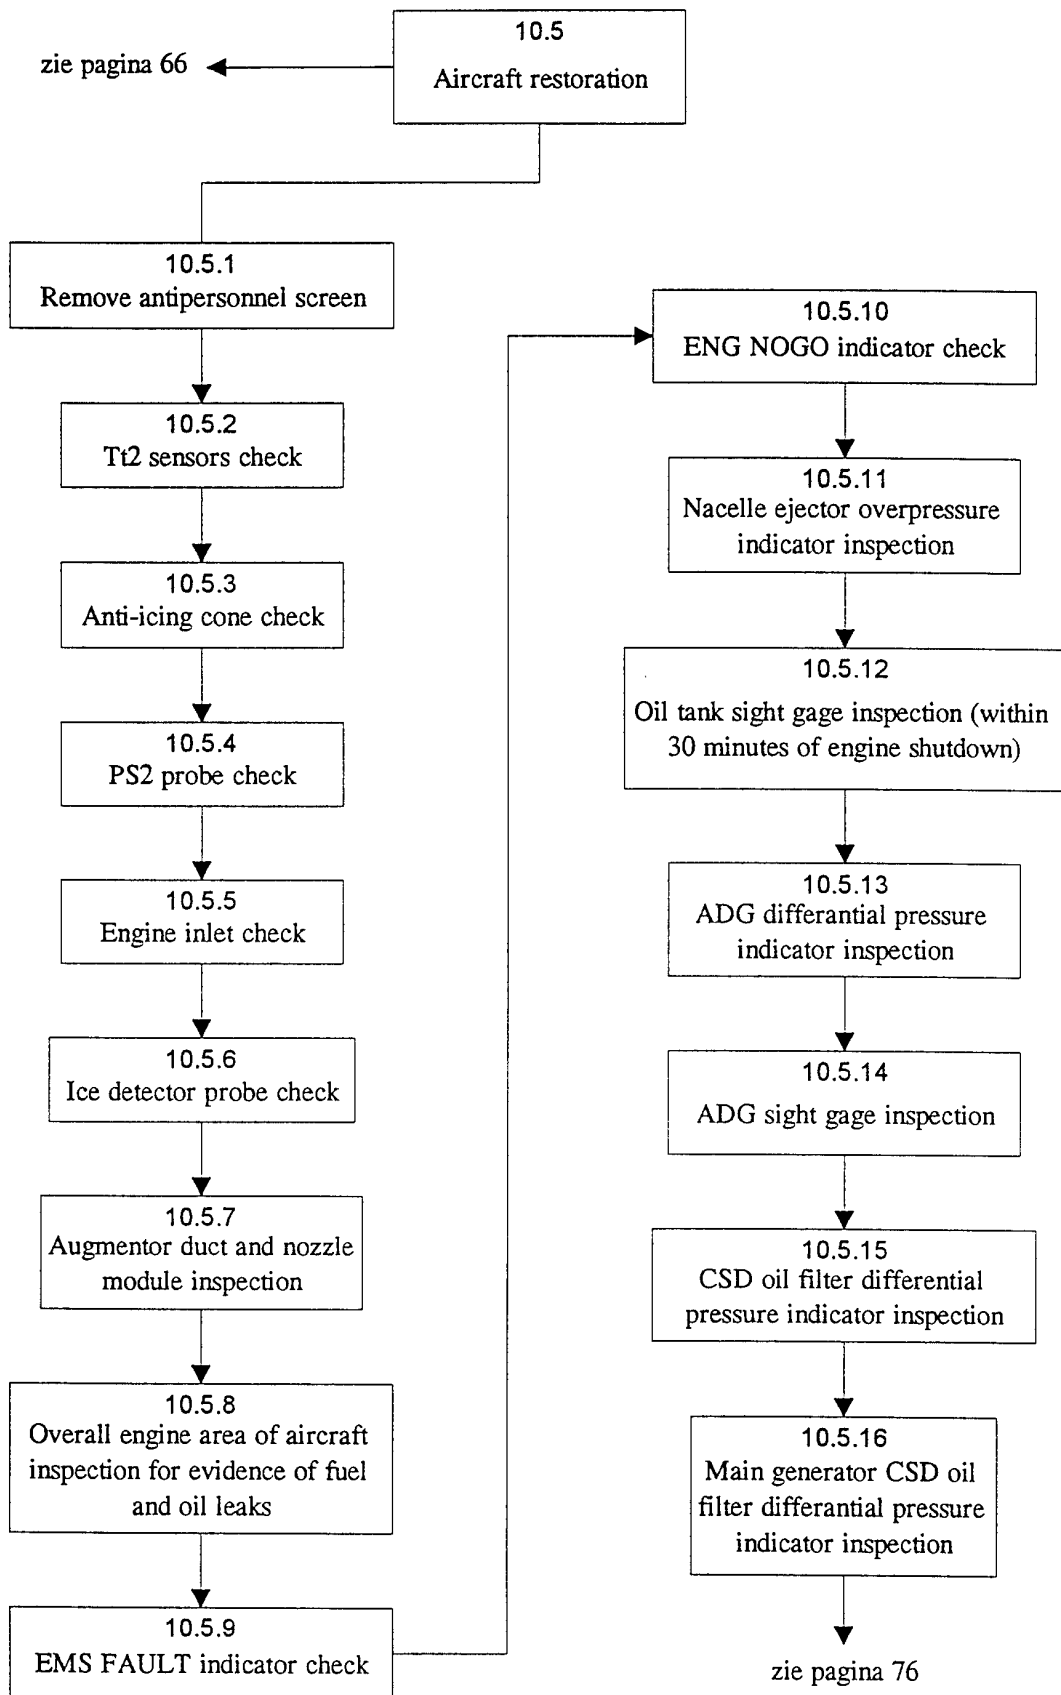 10.5
Aircraft restoration
zie pagina 66
10.5.1
Remove antipersonnel screen
10.5.2
Tt2 sensors check
10.5.3
Anti-icing cone check
10.5.4
PS2 probe check
10.5.5
Engine inlet check
10.5.6
Ice detector probe check
10.5.7
Augmentor duct and nozzle
module inspection
10.5.8
Overall engine area of aircraft
inspection for evidence of fuel
and oil leaks
10.5.9
EMS FAULT indicator check
10.5.10
ENG NOGO indicator check
10.5.11
Nacelle ejector overpressure
indicator inspection
10.5.12
Oil tank sight gage inspection (within
30 minutes of engine shutdown)
10.5.13
ADG differantial pressure
indicator inspection
10.5.14
ADG sight gage inspection
10.5.15
CSD oil filter differential
pressure indicator inspection
10.5.16
Main generator CSD oil
filter differantial pressure
indicator inspection
zie pagina 76